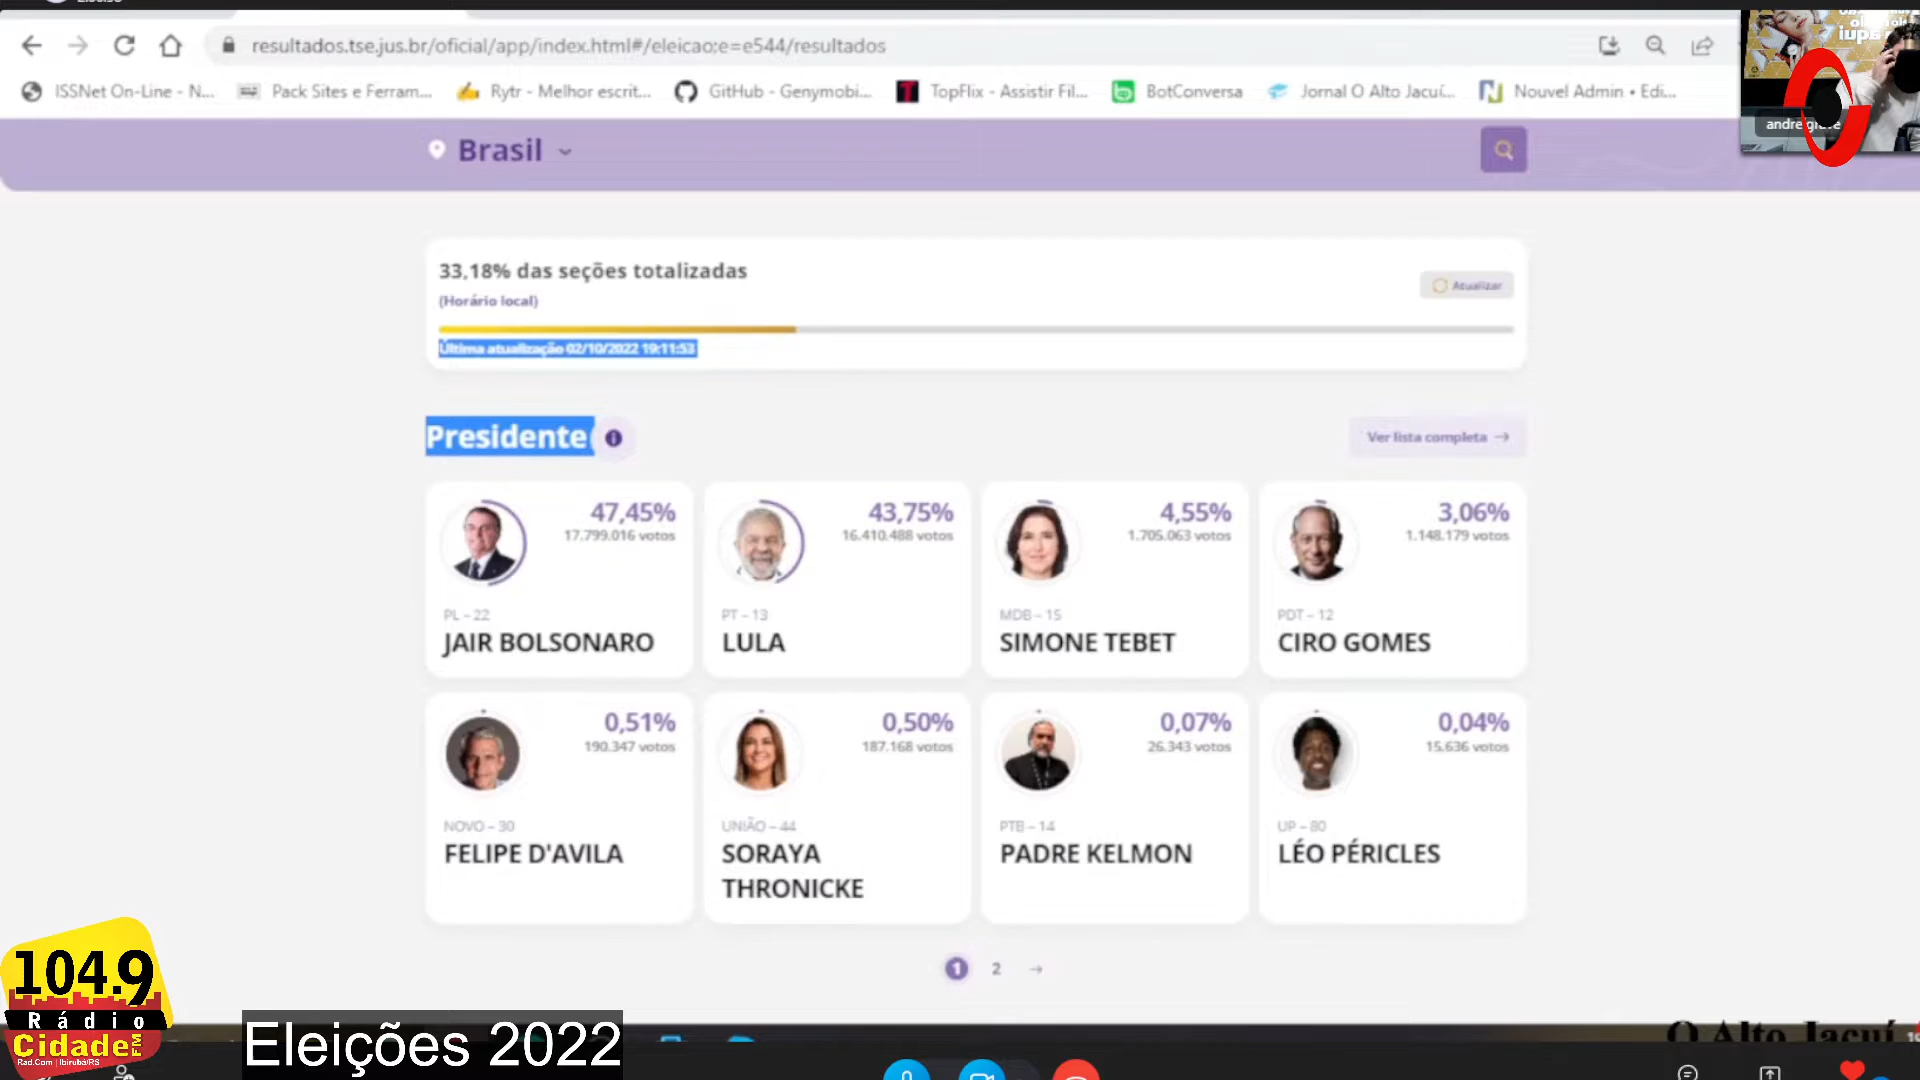 resultados.tse.jus.br/oficial/app/index.html#/eleicao;e=e544/resultados
ISSNet On-Line - N...
Pack Sites e Ferram...
Rytr - Melhor escrit...
GitHub - Genymobi...
TopFlix - Assistir Fil...
BotConversa
Jornal O Alto Jacuí...
Nouvel Admin • Edi...
Brasil
33,18% das seções totalizadas
(Horário local)
Atualizar
Última atualização 02/10/2022 19:11:53
Presidente
Ver lista completa →
47,45%
17.799.016 votos
PL – 22
JAIR BOLSONARO
43,75%
16.410.488 votos
PT – 13
LULA
4,55%
1.705.063 votos
MDB – 15
SIMONE TEBET
3,06%
1.148.179 votos
PDT – 12
CIRO GOMES
0,51%
190.347 votos
NOVO – 30
FELIPE D'AVILA
0,50%
187.168 votos
UNIÃO – 44
SORAYA
THRONICKE
0,07%
26.343 votos
PTB – 14
PADRE KELMON
0,04%
15.636 votos
UP – 80
LÉO PÉRICLES
1 2 →
104.9
Rádio
Cidade FM
Rad.Com | Ibirubá/RS
Eleições 2022
O Alto Jacuí